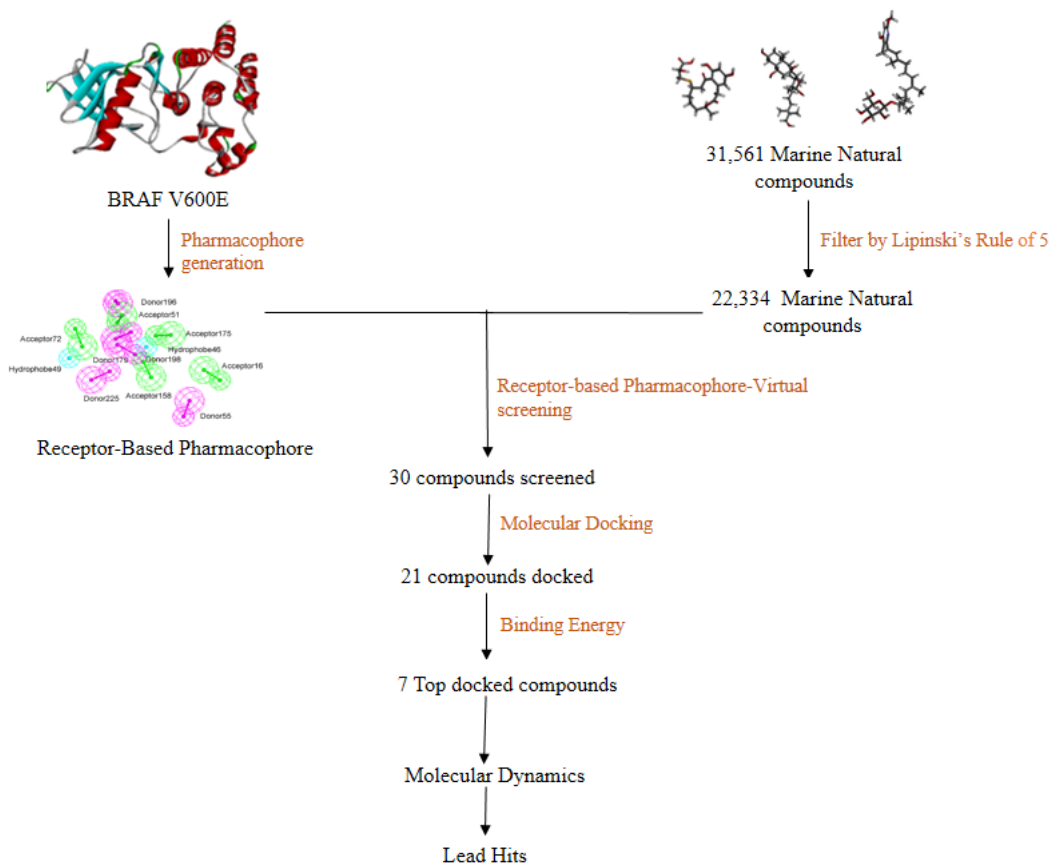 BRAF V600E
31,561 Marine Natural
compounds
Pharmacophore
generation
Filter by Lipinski's Rule of 5
22,334 Marine Natural
compounds
Donor196
Acceptor51
Acceptor72
Acceptor175
Hydrophobe46
Hydrophobe49
Donor179
Donor198
Acceptor16
Donor225
Acceptor158
Donor55
Receptor-Based Pharmacophore
Receptor-based Pharmacophore-Virtual
screening
30 compounds screened
Molecular Docking
21 compounds docked
Binding Energy
7 Top docked compounds
Molecular Dynamics
Lead Hits